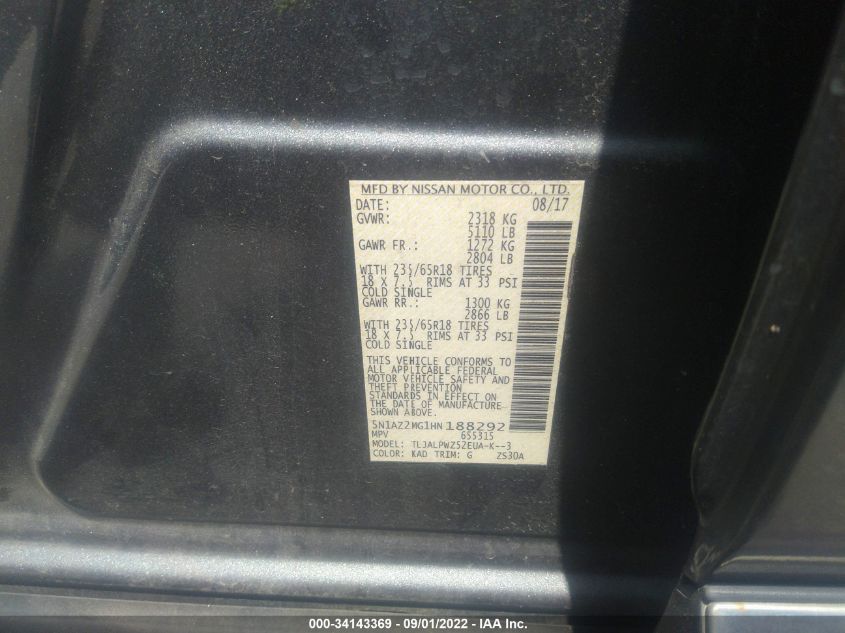 MFD BY NISSAN MOTOR CO., LTD.
DATE: 08/17
GVWR: 2318 KG
5110 LB
GAWR FR.: 1272 KG
2804 LB
WITH 235/65R18 TIRES
18 X 7.5 RIMS AT 33 PSI
COLD SINGLE
GAWR RR.: 1300 KG
2866 LB
WITH 235/65R18 TIRES
18 X 7.5 RIMS AT 33 PSI
COLD SINGLE
THIS VEHICLE CONFORMS TO
ALL APPLICABLE FEDERAL
MOTOR VEHICLE SAFETY AND
THEFT PREVENTION
STANDARDS IN EFFECT ON
THE DATE OF MANUFACTURE
SHOWN ABOVE.
5N1AZ2MG1HN188292
MPV 655315
MODEL: TLJALPWZ52EUA-K--3
COLOR: KAD TRIM: G ZS30A
000-34143369 - 09/01/2022 - IAA Inc.